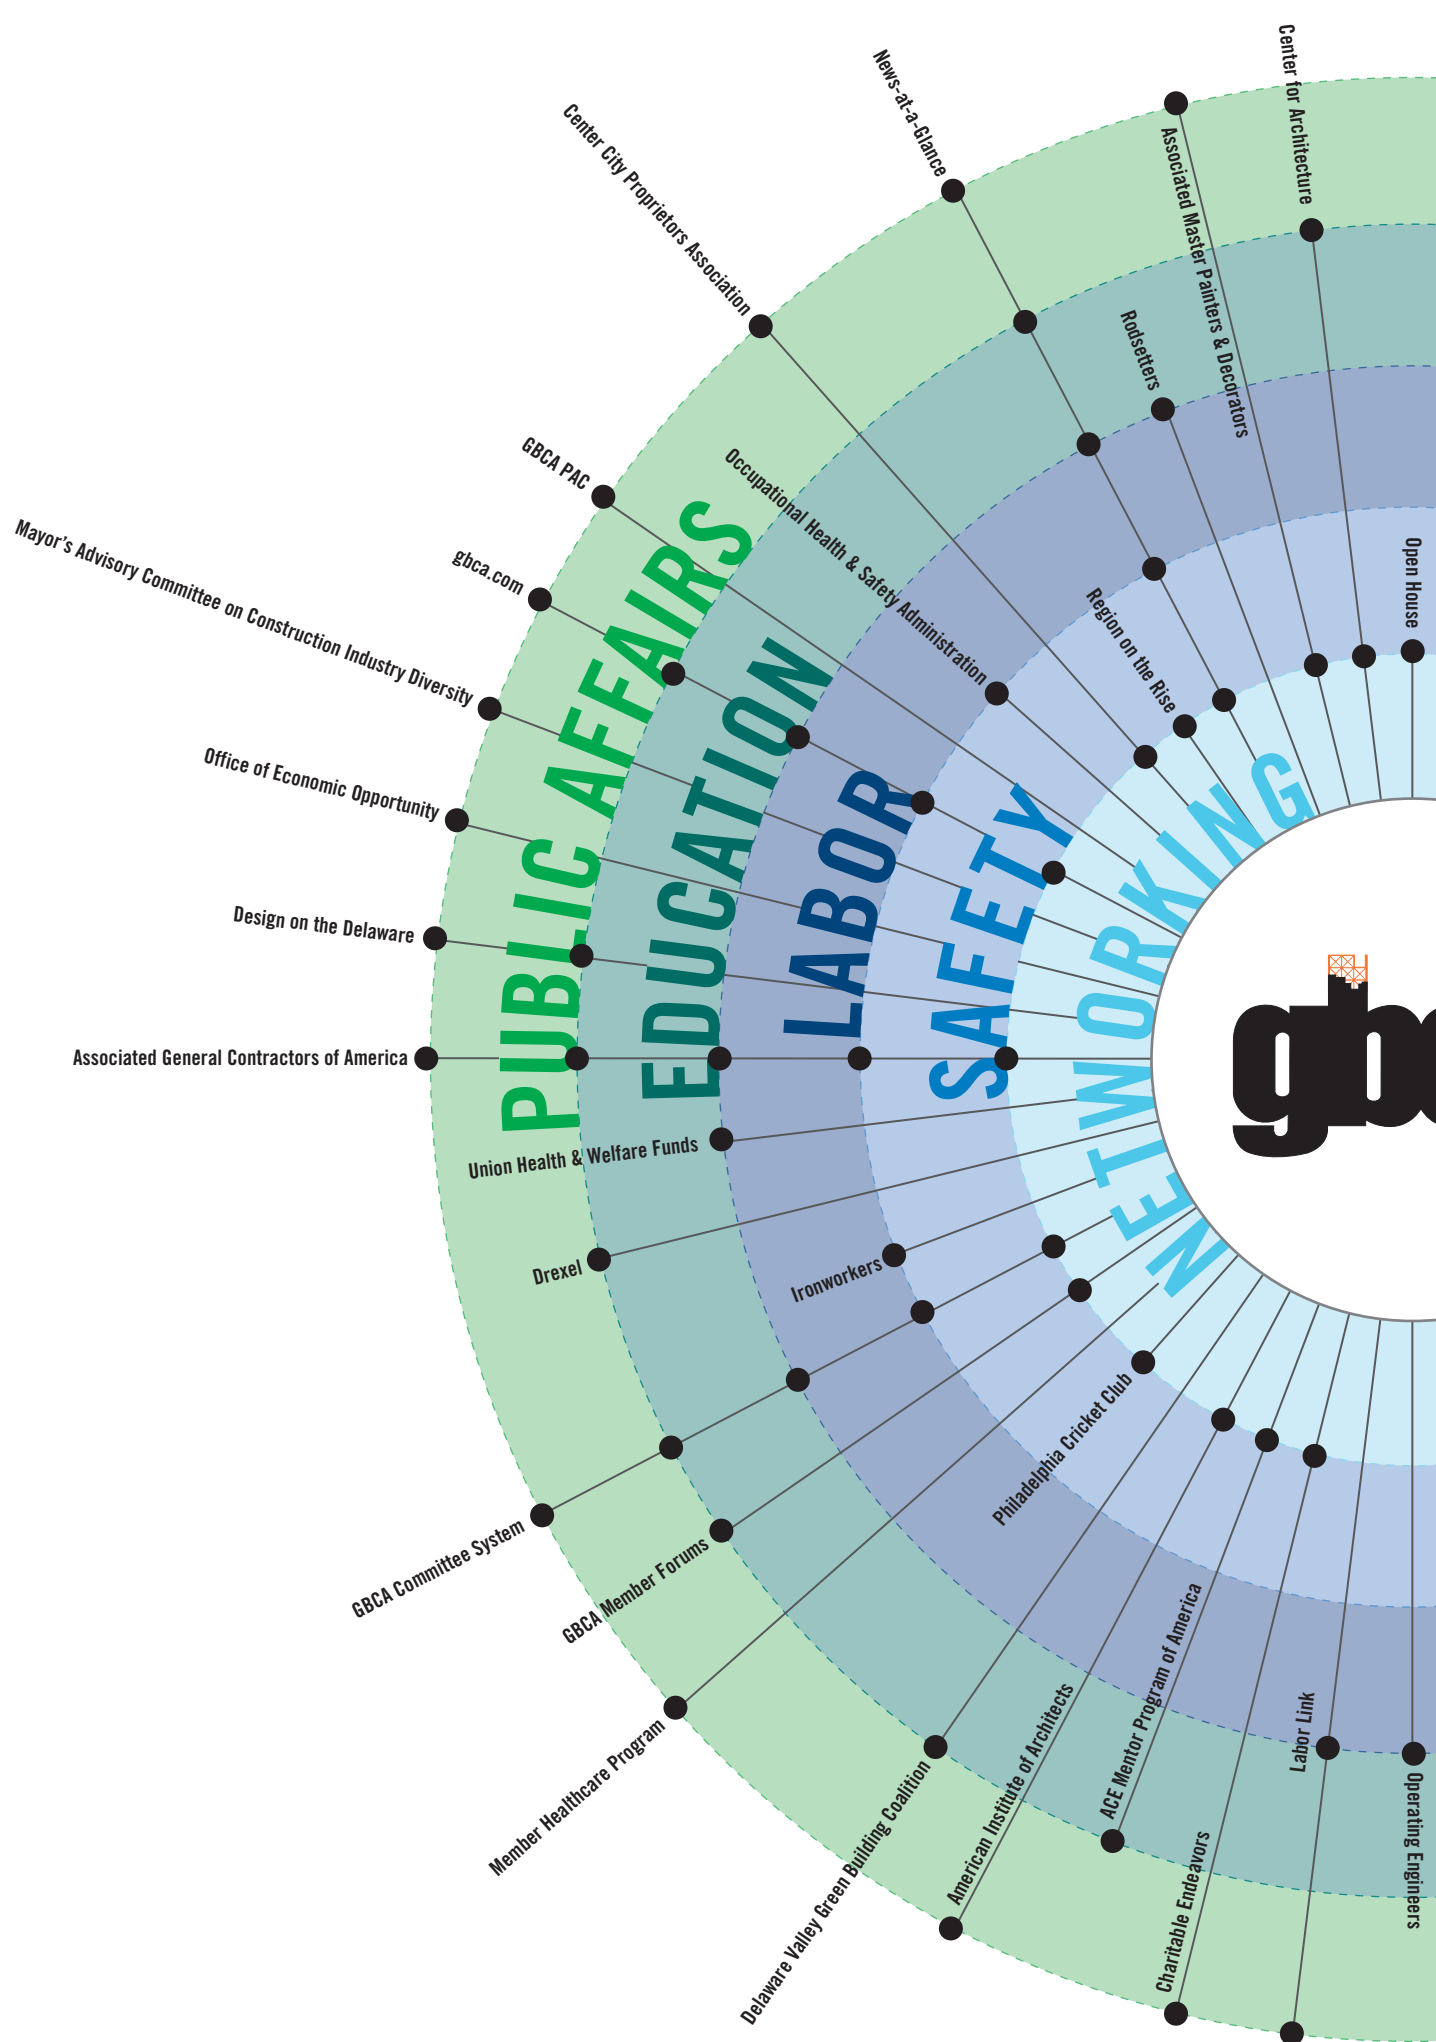 Center for Architecture
News-at-a-Glance
Associated Master Painters & Decorators
Center City Proprietors Association
Rodsetters
GBCA PAC
Occupational Health & Safety Administration
Open House
gbca.com
Region on the Rise
Mayor's Advisory Committee on Construction Industry Diversity
Office of Economic Opportunity
Design on the Delaware
Associated General Contractors of America
PUBLIC AFFAIRS
EDUCATION
LABOR
SAFETY
NETWORKING
Union Health & Welfare Funds
Drexel
Ironworkers
Philadelphia Cricket Club
GBCA Committee System
GBCA Member Forums
Member Healthcare Program
Delaware Valley Green Building Coalition
American Institute of Architects
ACE Mentor Program of America
Labor Link
Operating Engineers
Charitable Endeavors